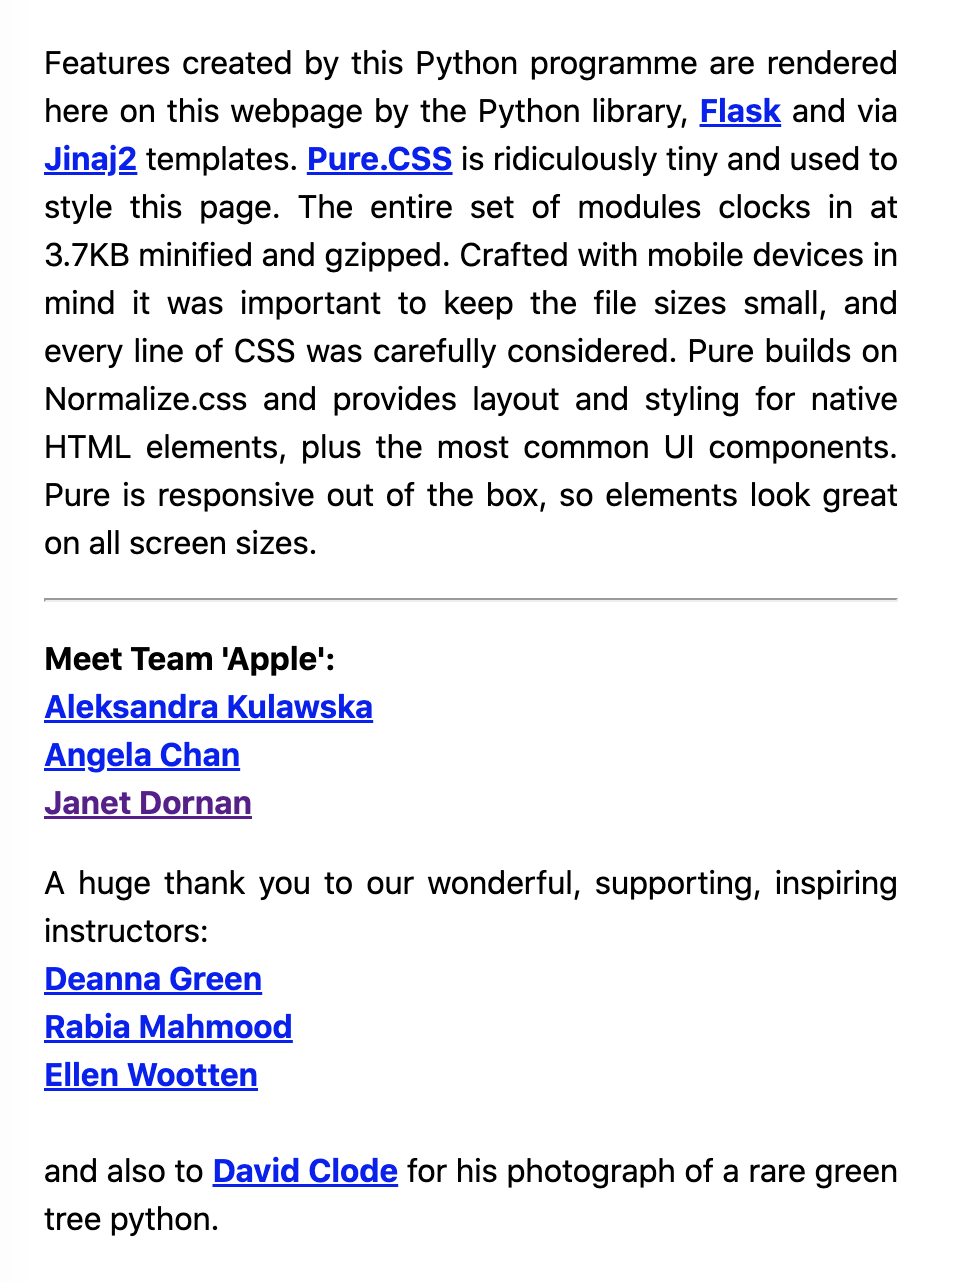 Features created by this Python programme are rendered
here on this webpage by the Python library, Flask and via
Jinaj2 templates. Pure.CSS is ridiculously tiny and used to
style this page. The entire set of modules clocks in at
3.7KB minified and gzipped. Crafted with mobile devices in
mind it was important to keep the file sizes small, and
every line of CSS was carefully considered. Pure builds on
Normalize.css and provides layout and styling for native
HTML elements, plus the most common UI components.
Pure is responsive out of the box, so elements look great
on all screen sizes.
Meet Team 'Apple':
Aleksandra Kulawska
Angela Chan
Janet Dornan
A huge thank you to our wonderful, supporting, inspiring
instructors:
Deanna Green
Rabia Mahmood
Ellen Wootten
and also to David Clode for his photograph of a rare green
tree python.